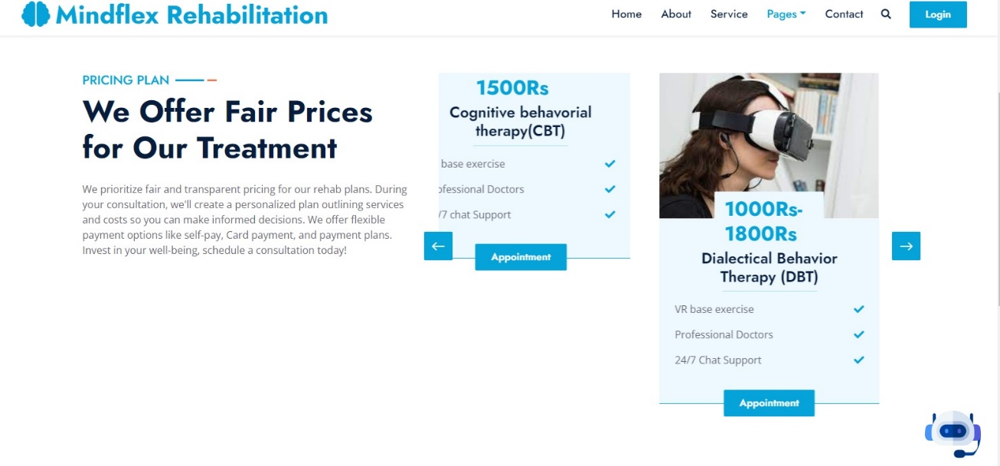 Mindflex Rehabilitation
Home About Service Pages Contact Login
PRICING PLAN
We Offer Fair Prices
for Our Treatment
We prioritize fair and transparent pricing for our rehab plans. During
your consultation, we'll create a personalized plan outlining services
and costs so you can make informed decisions. We offer flexible
payment options like self-pay, Card payment, and payment plans.
Invest in your well-being, schedule a consultation today!
1500Rs
Cognitive behavorial
therapy(CBT)
base exercise
ofessional Doctors
/7 chat Support
Appointment
1000Rs-
1800Rs
Dialectical Behavior
Therapy (DBT)
VR base exercise
Professional Doctors
24/7 Chat Support
Appointment